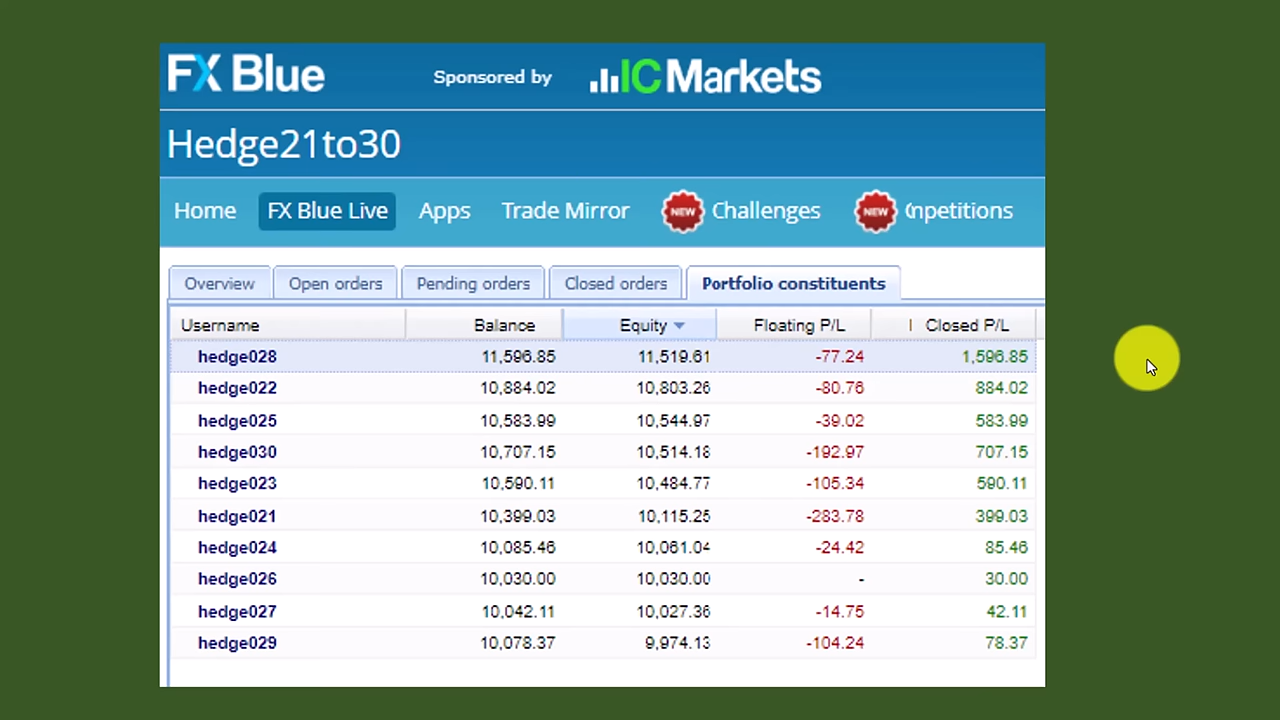 FX Blue Sponsored by IC Markets
Hedge21to30
Home FX Blue Live Apps Trade Mirror NEW Challenges NEW mpetitions
Overview Open orders Pending orders Closed orders Portfolio constituents
Username Balance Equity Floating P/L Closed P/L
hedge028 11,596.85 11,519.61 -77.24 1,596.85
hedge022 10,884.02 10,803.26 -80.76 884.02
hedge025 10,583.99 10,544.97 -39.02 583.99
hedge030 10,707.15 10,514.18 -192.97 707.15
hedge023 10,590.11 10,484.77 -105.34 590.11
hedge021 10,399.03 10,115.25 -283.78 399.03
hedge024 10,085.46 10,061.04 -24.42 85.46
hedge026 10,030.00 10,030.00 - 30.00
hedge027 10,042.11 10,027.36 -14.75 42.11
hedge029 10,078.37 9,974.13 -104.24 78.37